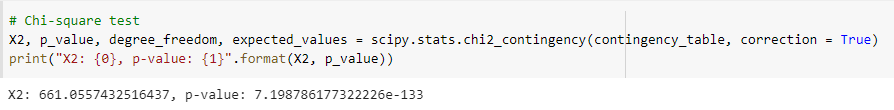 # Chi-square test
X2, p_value, degree_freedom, expected_values = scipy.stats.chi2_contingency(contingency_table, correction = True)
print("X2: {0}, p-value: {1}".format(X2, p_value))
X2: 661.0557432516437, p-value: 7.198786177322226e-133